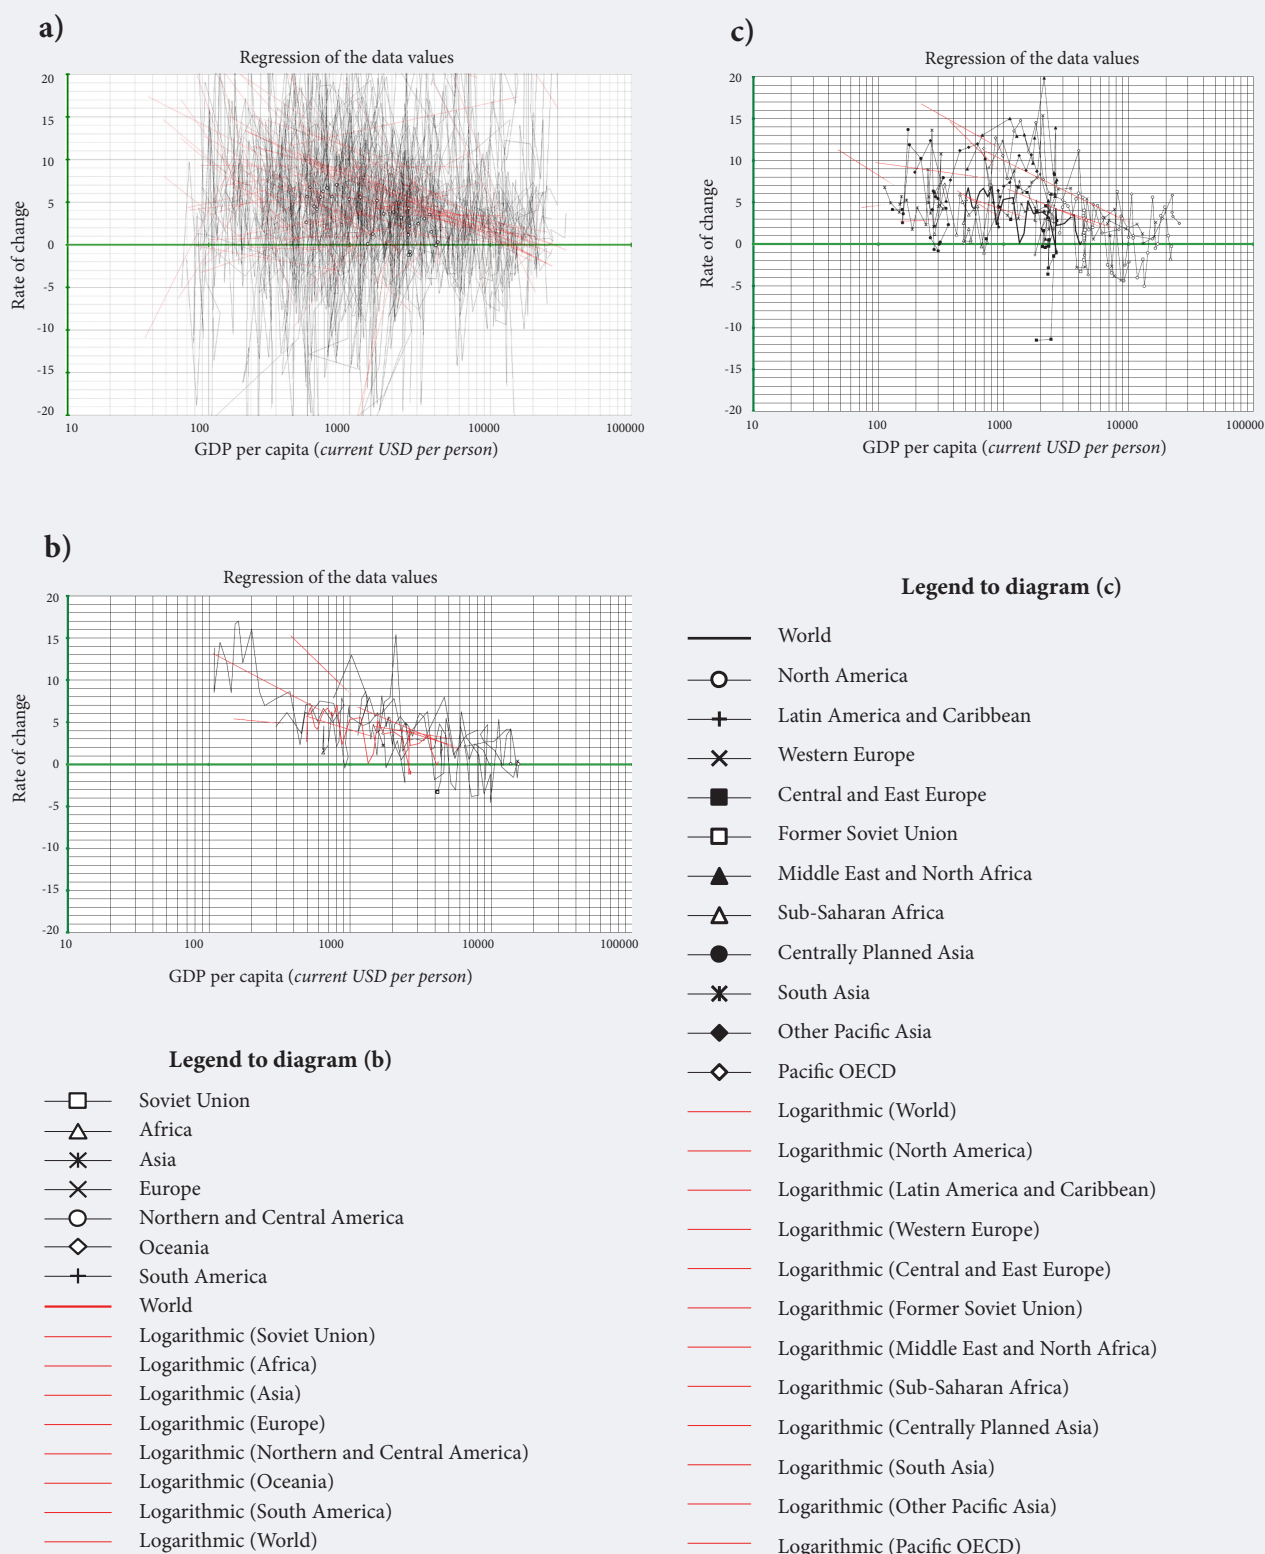 a)
Regression of the data values
20
15
10
5
0
-5
-10
-15
-20
Rate of change
10 100 1000 10000 100000
GDP per capita (current USD per person)
c)
Regression of the data values
20
15
10
5
0
-5
-10
-15
-20
Rate of change
10 100 1000 10000 100000
GDP per capita (current USD per person)
b)
Regression of the data values
20
15
10
5
0
-5
-10
-15
-20
Rate of change
10 100 1000 10000 100000
GDP per capita (current USD per person)
Legend to diagram (b)
Soviet Union
Africa
Asia
Europe
Northern and Central America
Oceania
South America
World
Logarithmic (Soviet Union)
Logarithmic (Africa)
Logarithmic (Asia)
Logarithmic (Europe)
Logarithmic (Northern and Central America)
Logarithmic (Oceania)
Logarithmic (South America)
Logarithmic (World)
Legend to diagram (c)
World
North America
Latin America and Caribbean
Western Europe
Central and East Europe
Former Soviet Union
Middle East and North Africa
Sub-Saharan Africa
Centrally Planned Asia
South Asia
Other Pacific Asia
Pacific OECD
Logarithmic (World)
Logarithmic (North America)
Logarithmic (Latin America and Caribbean)
Logarithmic (Western Europe)
Logarithmic (Central and East Europe)
Logarithmic (Former Soviet Union)
Logarithmic (Middle East and North Africa)
Logarithmic (Sub-Saharan Africa)
Logarithmic (Centrally Planned Asia)
Logarithmic (South Asia)
Logarithmic (Other Pacific Asia)
Logarithmic (Pacific OECD)